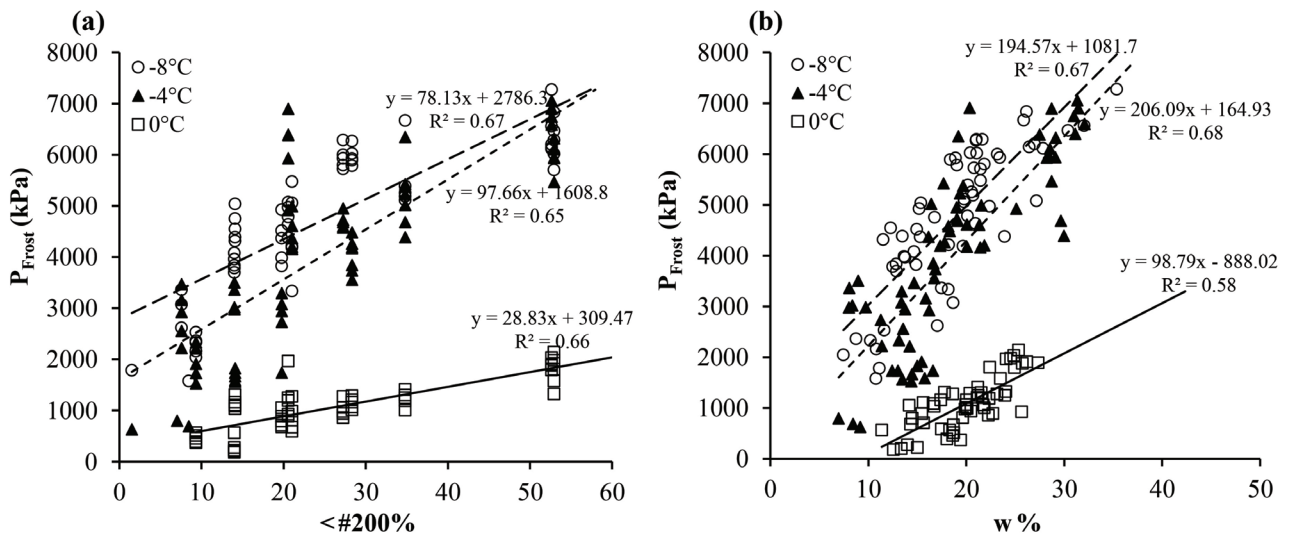 (a)
8000
7000
6000
5000
4000
3000
2000
1000
0
P_Frost (kPa)
-8°C
-4°C
0°C
y = 78.13x + 2786.3
R² = 0.67
y = 97.66x + 1608.8
R² = 0.65
y = 28.83x + 309.47
R² = 0.66
0 10 20 30 40 50 60
<#200%
(b)
8000
7000
6000
5000
4000
3000
2000
1000
0
P_Frost (kPa)
-8°C
-4°C
0°C
y = 194.57x + 1081.7
R² = 0.67
y = 206.09x + 164.93
R² = 0.68
y = 98.79x - 888.02
R² = 0.58
0 10 20 30 40 50
w %